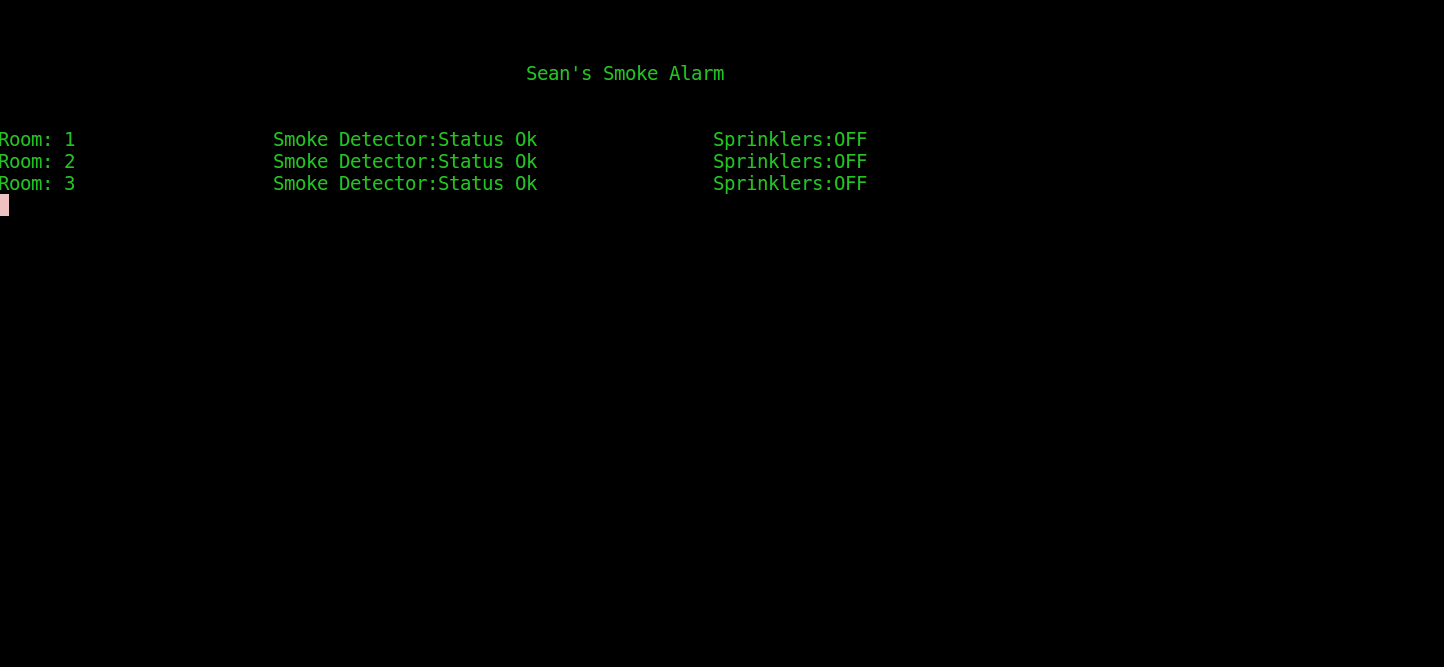 Sean's Smoke Alarm
Room: 1 Smoke Detector:Status Ok Sprinklers:OFF
Room: 2 Smoke Detector:Status Ok Sprinklers:OFF
Room: 3 Smoke Detector:Status Ok Sprinklers:OFF